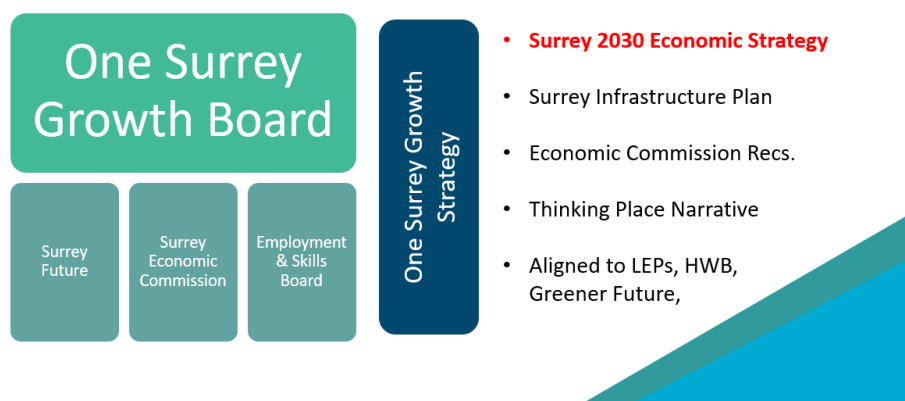 One Surrey
Growth Board
Surrey
Future
Surrey
Economic
Commission
Employment
& Skills
Board
One Surrey Growth
Strategy
• Surrey 2030 Economic Strategy
• Surrey Infrastructure Plan
• Economic Commission Recs.
• Thinking Place Narrative
• Aligned to LEPs, HWB,
Greener Future,